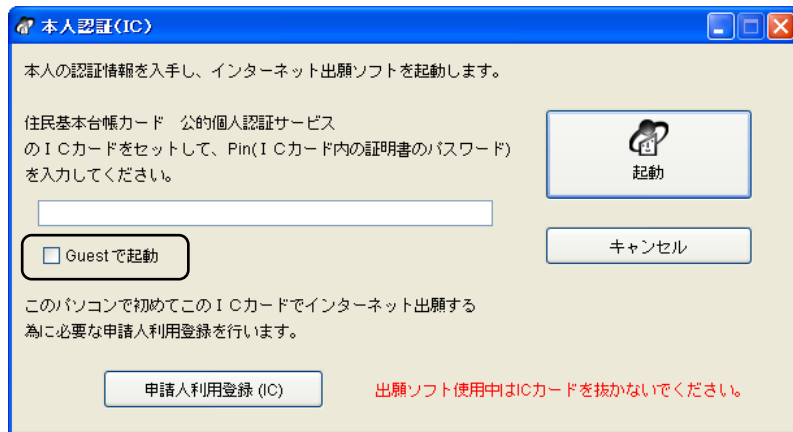 本人認証(IC)
本人の認証情報を入手し、インターネット出願ソフトを起動します。
住民基本台帳カード　公的個人認証サービス
のＩＣカードをセットして、Pin(ＩＣカード内の証明書のパスワード)
を入力してください。
起動
Guestで起動
キャンセル
このパソコンで初めてこのＩＣカードでインターネット出願する
為に必要な申請人利用登録を行います。
申請人利用登録 (IC)
出願ソフト使用中はICカードを抜かないでください。